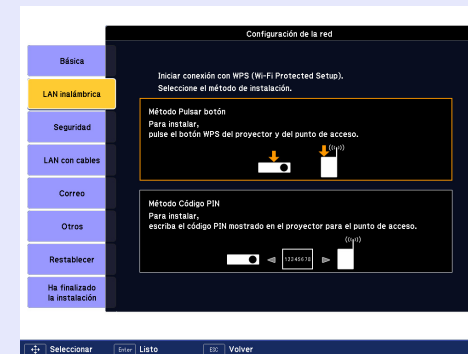 Configuración de la red
Básica
LAN inalámbrica
Seguridad
LAN con cables
Correo
Otros
Restablecer
Ha finalizado
la instalación
Iniciar conexión con WPS (Wi-Fi Protected Setup).
Seleccione el método de instalación.
Método Pulsar botón
Para instalar,
pulse el botón WPS del proyector y del punto de acceso.
Método Código PIN
Para instalar,
escriba el código PIN mostrado en el proyector para el punto de acceso.
12345678
Seleccionar Enter Listo ESC Volver